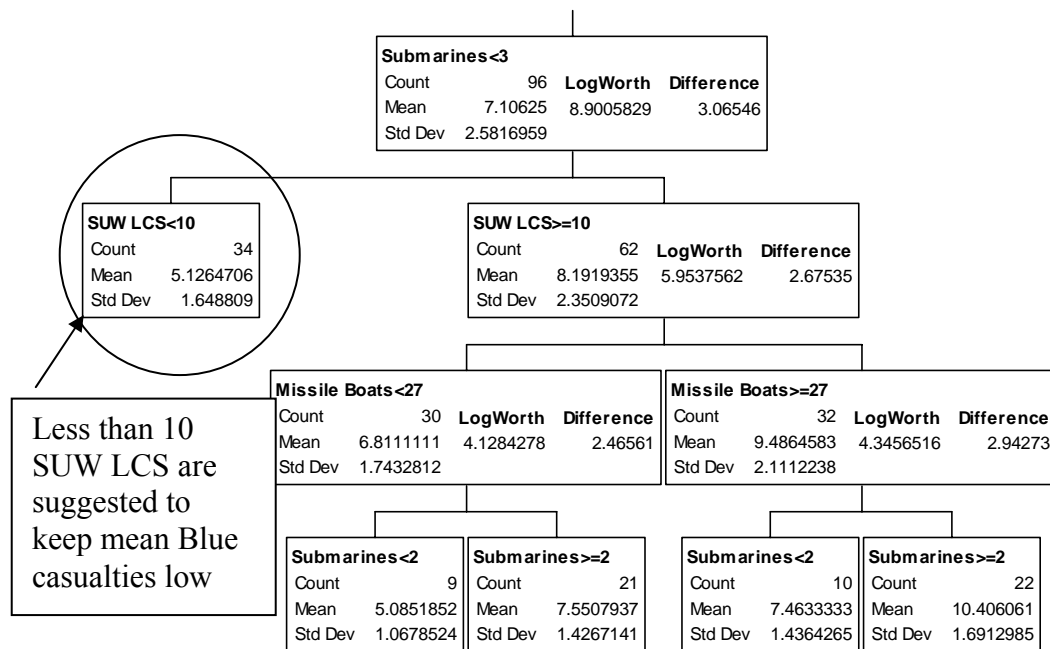 Submarines<3
Count 96 LogWorth Difference
Mean 7.10625 8.9005829 3.06546
Std Dev 2.5816959
SUW LCS<10
Count 34
Mean 5.1264706
Std Dev 1.648809
SUW LCS>=10
Count 62 LogWorth Difference
Mean 8.1919355 5.9537562 2.67535
Std Dev 2.3509072
Less than 10
SUW LCS are
suggested to
keep mean Blue
casualties low
Missile Boats<27
Count 30 LogWorth Difference
Mean 6.8111111 4.1284278 2.46561
Std Dev 1.7432812
Missile Boats>=27
Count 32 LogWorth Difference
Mean 9.4864583 4.3456516 2.94273
Std Dev 2.1112238
Submarines<2
Count 9
Mean 5.0851852
Std Dev 1.0678524
Submarines>=2
Count 21
Mean 7.5507937
Std Dev 1.4267141
Submarines<2
Count 10
Mean 7.4633333
Std Dev 1.4364265
Submarines>=2
Count 22
Mean 10.406061
Std Dev 1.6912985